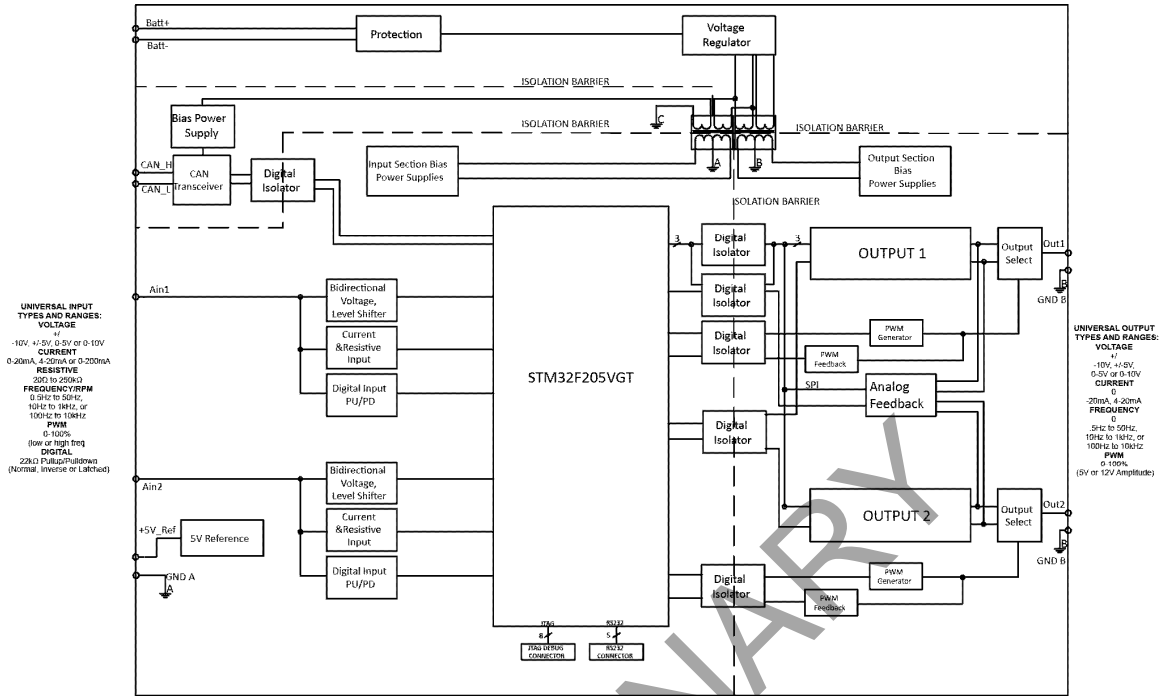 Batt+
Batt-
Protection
Voltage
Regulator
ISOLATION BARRIER
Bias Power
Supply
C
ISOLATION BARRIER
ISOLATION BARRIER
CAN_H
CAN_L
CAN
Transceiver
Digital
Isolator
Input Section Bias
Power Supplies
A
B
Output Section
Bias
Power Supplies
ISOLATION BARRIER
3
Digital
Isolator
3
OUTPUT 1
Output
Select
Out1
B
GND B
Ain1
Bidirectional
Voltage,
Level Shifter
Current
&Resistive
Input
Digital Input
PU/PD
STM32F205VGT
Digital
Isolator
Digital
Isolator
PWM
Generator
PWM
Feedback
SPI
Analog
Feedback
Digital
Isolator
UNIVERSAL INPUT
TYPES AND RANGES:
VOLTAGE
+/
-10V, +/-5V, 0-5V or 0-10V
CURRENT
0-20mA, 4-20mA or 0-200mA
RESISTIVE
20Ω to 250kΩ
FREQUENCY/RPM
0.5Hz to 50Hz,
10Hz to 1kHz, or
100Hz to 10kHz
PWM
0-100%
(low or high freq
DIGITAL
22kΩ Pullup/Pulldown
(Normal, Inverse or Latched)
UNIVERSAL OUTPUT
TYPES AND RANGES:
VOLTAGE
+/
-10V, +/-5V,
0-5V or 0-10V
CURRENT
0
-20mA, 4-20mA
FREQUENCY
0
.5Hz to 50Hz,
10Hz to 1kHz, or
100Hz to 10kHz
PWM
0-100%
(5V or 12V Amplitude)
Ain2
Bidirectional
Voltage,
Level Shifter
Current
&Resistive
Input
Digital Input
PU/PD
+5V_Ref
5V Reference
GND A
A
OUTPUT 2
Output
Select
Out2
B
GND B
Digital
Isolator
PWM
Generator
PWM
Feedback
JTAG
8
JTAG DEBUG
CONNECTOR
RS232
5
RS232
CONNECTOR
NARY